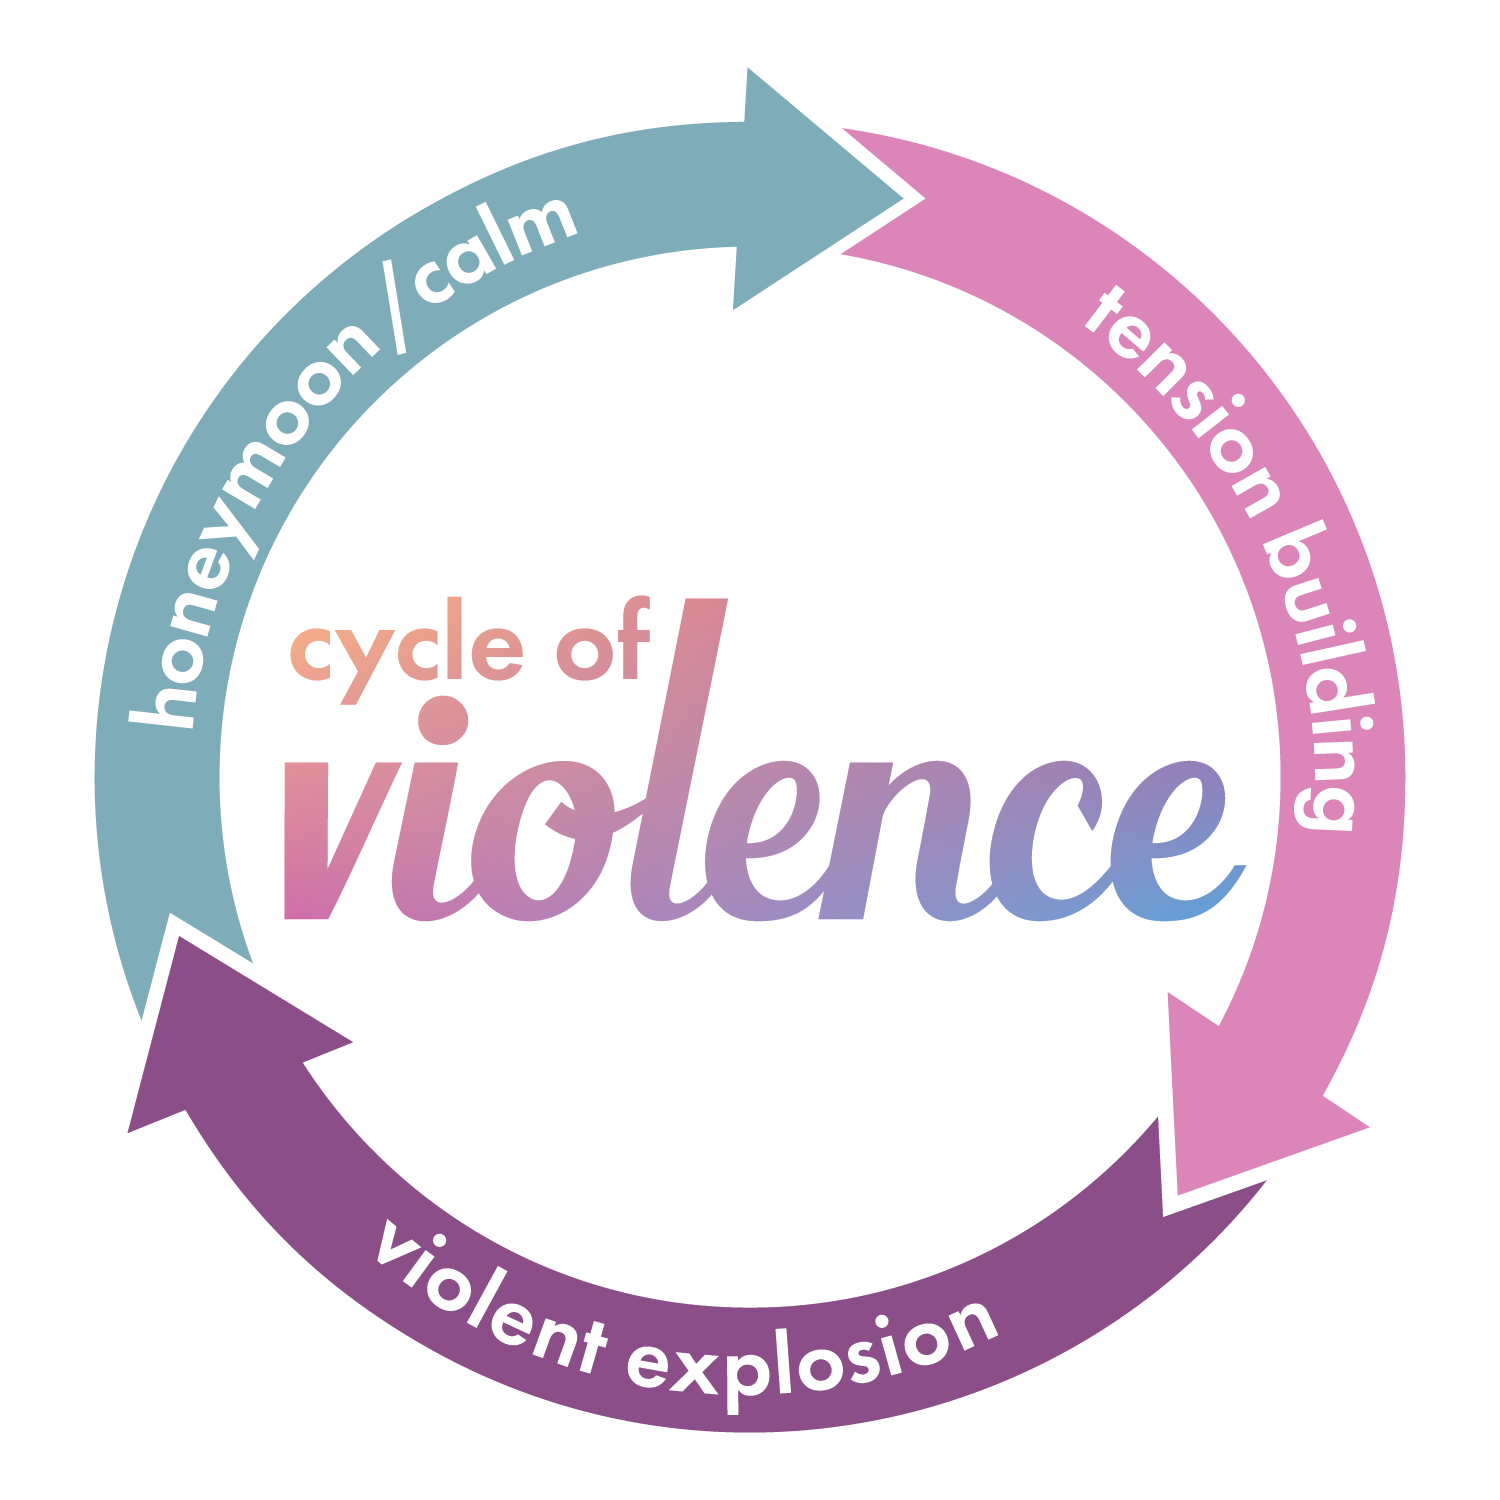 honeymoon/calm
tension building
cycle of
violence
violent explosion